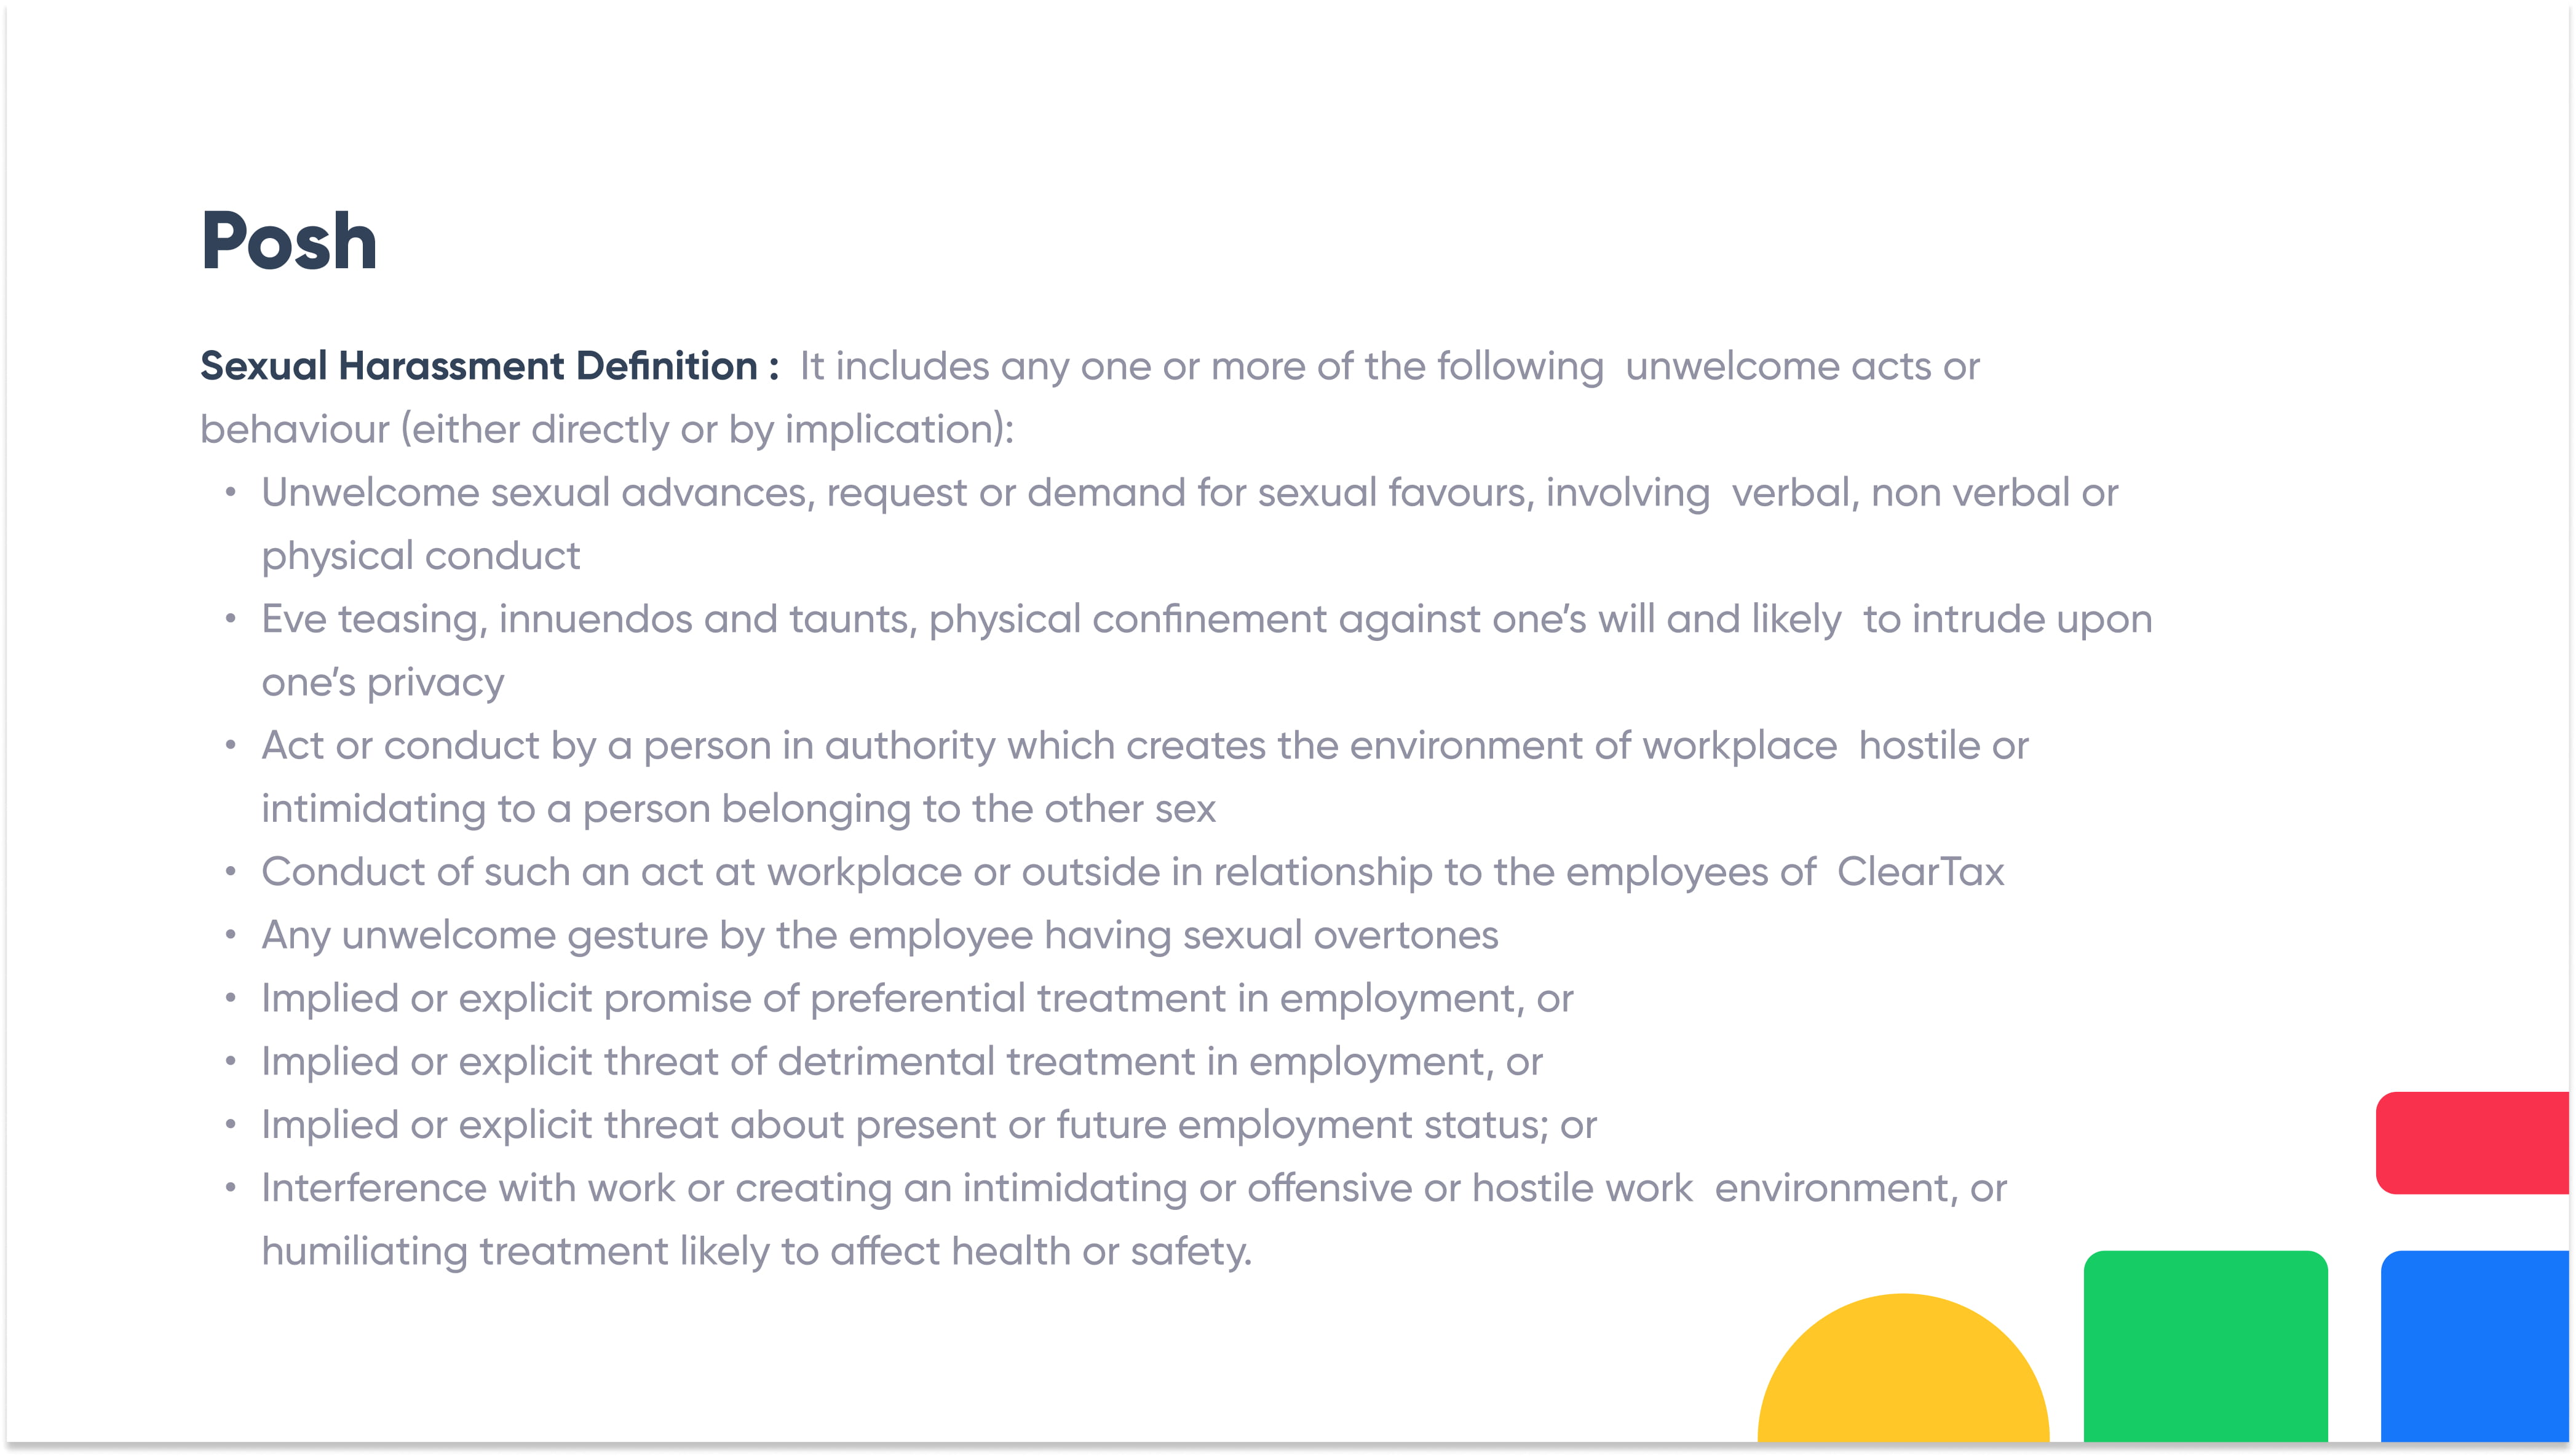 Posh
Sexual Harassment Definition :  It includes any one or more of the following  unwelcome acts or
behaviour (either directly or by implication):
• Unwelcome sexual advances, request or demand for sexual favours, involving  verbal, non verbal or
physical conduct
• Eve teasing, innuendos and taunts, physical confinement against one’s will and likely  to intrude upon
one’s privacy
• Act or conduct by a person in authority which creates the environment of workplace  hostile or
intimidating to a person belonging to the other sex
• Conduct of such an act at workplace or outside in relationship to the employees of  ClearTax
• Any unwelcome gesture by the employee having sexual overtones
• Implied or explicit promise of preferential treatment in employment, or
• Implied or explicit threat of detrimental treatment in employment, or
• Implied or explicit threat about present or future employment status; or
• Interference with work or creating an intimidating or offensive or hostile work  environment, or
humiliating treatment likely to affect health or safety.